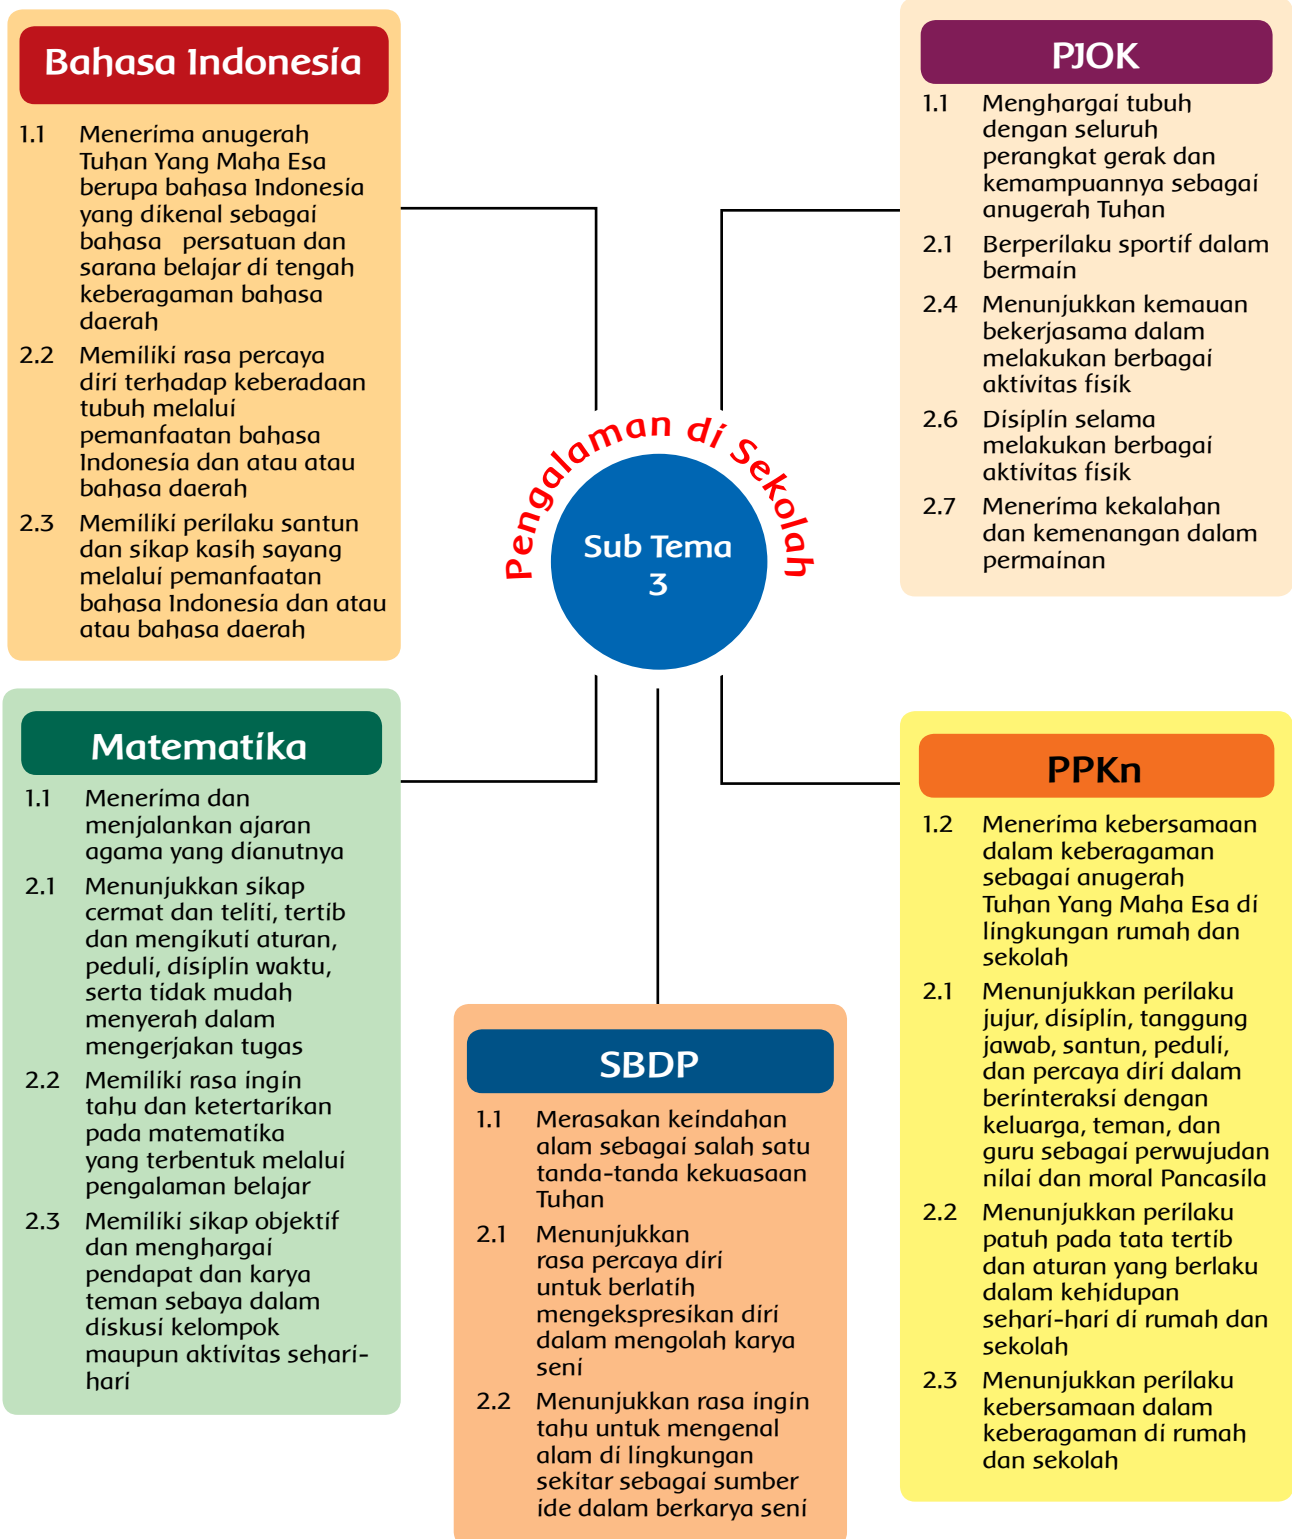 Bahasa Indonesia
1.1 Menerima anugerah
Tuhan Yang Maha Esa
berupa bahasa Indonesia
yang dikenal sebagai
bahasa persatuan dan
sarana belajar di tengah
keberagaman bahasa
daerah
2.2 Memiliki rasa percaya
diri terhadap keberadaan
tubuh melalui
pemanfaatan bahasa
Indonesia dan atau atau
bahasa daerah
2.3 Memiliki perilaku santun
dan sikap kasih sayang
melalui pemanfaatan
bahasa Indonesia dan atau
atau bahasa daerah
PJOK
1.1 Menghargai tubuh
dengan seluruh
perangkat gerak dan
kemampuannya sebagai
anugerah Tuhan
2.1 Berperilaku sportif dalam
bermain
2.4 Menunjukkan kemauan
bekerjasama dalam
melakukan berbagai
aktivitas fisik
2.6 Disiplin selama
melakukan berbagai
aktivitas fisik
2.7 Menerima kekalahan
dan kemenangan dalam
permainan
Pengalaman di Sekolah
Sub Tema
3
Matematika
1.1 Menerima dan
menjalankan ajaran
agama yang dianutnya
2.1 Menunjukkan sikap
cermat dan teliti, tertib
dan mengikuti aturan,
peduli, disiplin waktu,
serta tidak mudah
menyerah dalam
mengerjakan tugas
2.2 Memiliki rasa ingin
tahu dan ketertarikan
pada matematika
yang terbentuk melalui
pengalaman belajar
2.3 Memiliki sikap objektif
dan menghargai
pendapat dan karya
teman sebaya dalam
diskusi kelompok
maupun aktivitas sehari-
hari
SBDP
1.1 Merasakan keindahan
alam sebagai salah satu
tanda-tanda kekuasaan
Tuhan
2.1 Menunjukkan
rasa percaya diri
untuk berlatih
mengekspresikan diri
dalam mengolah karya
seni
2.2 Menunjukkan rasa ingin
tahu untuk mengenal
alam di lingkungan
sekitar sebagai sumber
ide dalam berkarya seni
PPKn
1.2 Menerima kebersamaan
dalam keberagaman
sebagai anugerah
Tuhan Yang Maha Esa di
lingkungan rumah dan
sekolah
2.1 Menunjukkan perilaku
jujur, disiplin, tanggung
jawab, santun, peduli,
dan percaya diri dalam
berinteraksi dengan
keluarga, teman, dan
guru sebagai perwujudan
nilai dan moral Pancasila
2.2 Menunjukkan perilaku
patuh pada tata tertib
dan aturan yang berlaku
dalam kehidupan
sehari-hari di rumah dan
sekolah
2.3 Menunjukkan perilaku
kebersamaan dalam
keberagaman di rumah
dan sekolah